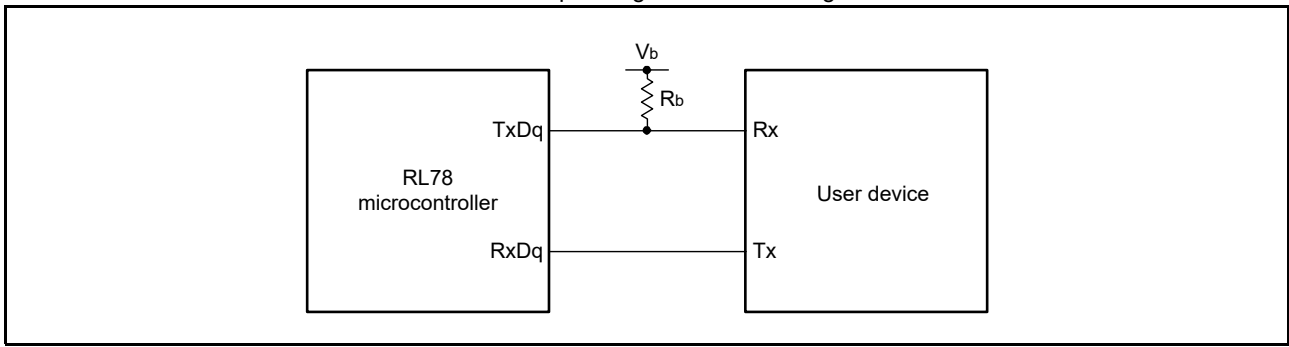 Vb
Rb
TxDq
Rx
RL78
microcontroller
User device
RxDq
Tx